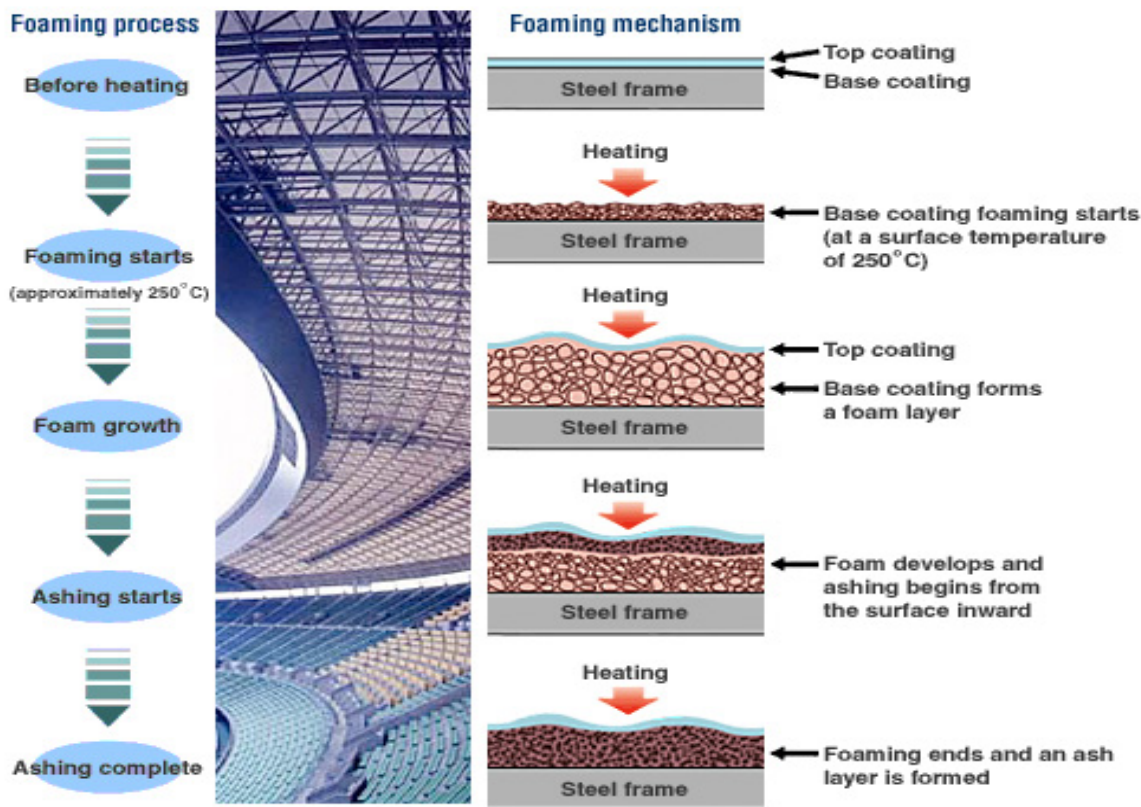 Foaming process
Before heating
Foaming starts
(approximately 250°C)
Foam growth
Ashing starts
Ashing complete
Foaming mechanism
Top coating
Base coating
Steel frame
Heating
Base coating foaming starts
(at a surface temperature
of 250°C)
Steel frame
Heating
Top coating
Base coating forms
a foam layer
Steel frame
Heating
Foam develops and
ashing begins from
the surface inward
Steel frame
Heating
Foaming ends and an ash
layer is formed
Steel frame